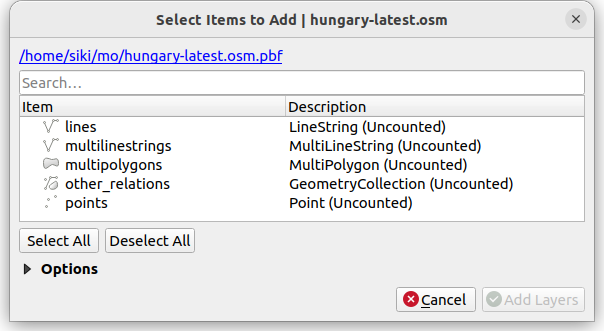 Select Items to Add | hungary-latest.osm
/home/siki/mo/hungary-latest.osm.pbf
Search…
Item Description
lines LineString (Uncounted)
multilinestrings MultiLineString (Uncounted)
multipolygons MultiPolygon (Uncounted)
other_relations GeometryCollection (Uncounted)
points Point (Uncounted)
Select All Deselect All
Options
Cancel Add Layers